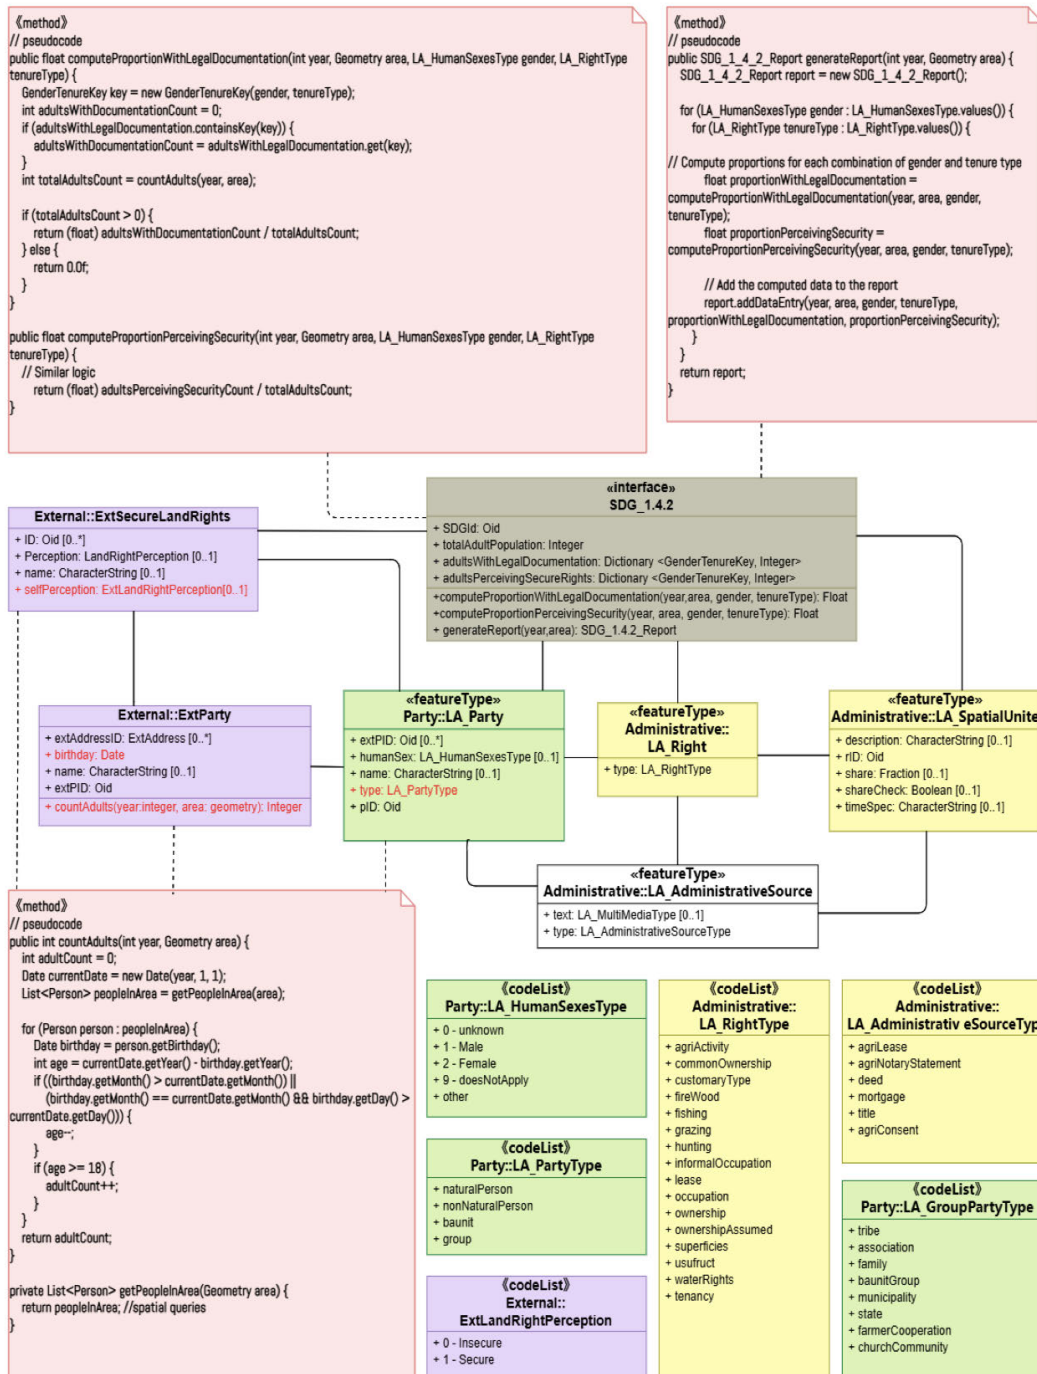 《method》
// pseudocode
public float computeProportionWithLegalDocumentation(int year, Geometry area, LA_HumanSexesType gender, LA_RightType
tenureType) {
GenderTenureKey key = new GenderTenureKey(gender, tenureType);
int adultsWithDocumentationCount = 0;
if (adultsWithLegalDocumentation.containsKey(key)) {
adultsWithDocumentationCount = adultsWithLegalDocumentation.get(key);
}
int totalAdultsCount = countAdults(year, area);
if (totalAdultsCount > 0) {
return (float) adultsWithDocumentationCount / totalAdultsCount;
} else {
return 0.0f;
}
}
public float computeProportionPerceivingSecurity(int year, Geometry area, LA_HumanSexesType gender, LA_RightType
tenureType) {
// Similar logic
return (float) adultsPerceivingSecurityCount / totalAdultsCount;
}
《method》
// pseudocode
public SDG_1_4_2_Report generateReport(int year, Geometry area) {
SDG_1_4_2_Report report = new SDG_1_4_2_Report();
for (LA_HumanSexesType gender : LA_HumanSexesType.values()) {
for (LA_RightType tenureType : LA_RightType.values()) {
// Compute proportions for each combination of gender and tenure type
float proportionWithLegalDocumentation =
computeProportionWithLegalDocumentation(year, area, gender,
tenureType);
float proportionPerceivingSecurity =
computeProportionPerceivingSecurity(year, area, gender, tenureType);
// Add the computed data to the report
report.addDataEntry(year, area, gender, tenureType,
proportionWithLegalDocumentation, proportionPerceivingSecurity);
}
}
return report;
}
«interface»
SDG_1.4.2
+ SDGId: Oid
+ totalAdultPopulation: Integer
+ adultsWithLegalDocumentation: Dictionary <GenderTenureKey, Integer>
+ adultsPerceivingSecureRights: Dictionary <GenderTenureKey, Integer>
+computeProportionWithLegalDocumentation(year,area, gender, tenureType): Float
+computeProportionPerceivingSecurity(year, area, gender, tenureType): Float
+ generateReport(year,area): SDG_1.4.2_Report
External::ExtSecureLandRights
+ ID: Oid [0..*]
+ Perception: LandRightPerception [0..1]
+ name: CharacterString [0..1]
+ selfPerception: ExtLandRightPerception[0..1]
External::ExtParty
+ extAddressID: ExtAddress [0..*]
+ birthday: Date
+ name: CharacterString [0..1]
+ extPID: Oid
+ countAdults(year:integer, area: geometry): Integer
«featureType»
Party::LA_Party
+ extPID: Oid [0..*]
+ humanSex: LA_HumanSexesType [0..1]
+ name: CharacterString [0..1]
+ type: LA_PartyType
+ pID: Oid
«featureType»
Administrative::
LA_Right
+ type: LA_RightType
«featureType»
Administrative::LA_SpatialUnite
+ description: CharacterString [0..1]
+ rID: Oid
+ share: Fraction [0..1]
+ shareCheck: Boolean [0..1]
+ timeSpec: CharacterString [0..1]
«featureType»
Administrative::LA_AdministrativeSource
+ text: LA_MultiMediaType [0..1]
+ type: LA_AdministrativeSourceType
《method》
// pseudocode
public int countAdults(int year, Geometry area) {
int adultCount = 0;
Date currentDate = new Date(year, 1, 1);
List<Person> peopleInArea = getPeopleInArea(area);
for (Person person : peopleInArea) {
Date birthday = person.getBirthday();
int age = currentDate.getYear() - birthday.getYear();
if ((birthday.getMonth() > currentDate.getMonth()) ||
(birthday.getMonth() == currentDate.getMonth() && birthday.getDay() >
currentDate.getDay())) {
age--;
}
if (age >= 18) {
adultCount++;
}
}
return adultCount;
}
private List<Person> getPeopleInArea(Geometry area) {
return peopleInArea; //spatial queries
}
《codeList》
Party::LA_HumanSexesType
+ 0 - unknown
+ 1 - Male
+ 2 - Female
+ 9 - doesNotApply
+ other
《codeList》
Party::LA_PartyType
+ naturalPerson
+ nonNaturalPerson
+ baunit
+ group
《codeList》
External::
ExtLandRightPerception
+ 0 - Insecure
+ 1 - Secure
《codeList》
Administrative::
LA_RightType
+ agriActivity
+ commonOwnership
+ customaryType
+ fireWood
+ fishing
+ grazing
+ hunting
+ informalOccupation
+ lease
+ occupation
+ ownership
+ ownershipAssumed
+ superficies
+ usufruct
+ waterRights
+ tenancy
《codeList》
Administrative::
LA_Administrativ eSourceType
+ agriLease
+ agriNotaryStatement
+ deed
+ mortgage
+ title
+ agriConsent
《codeList》
Party::LA_GroupPartyType
+ tribe
+ association
+ family
+ baunitGroup
+ municipality
+ state
+ farmerCooperation
+ churchCommunity